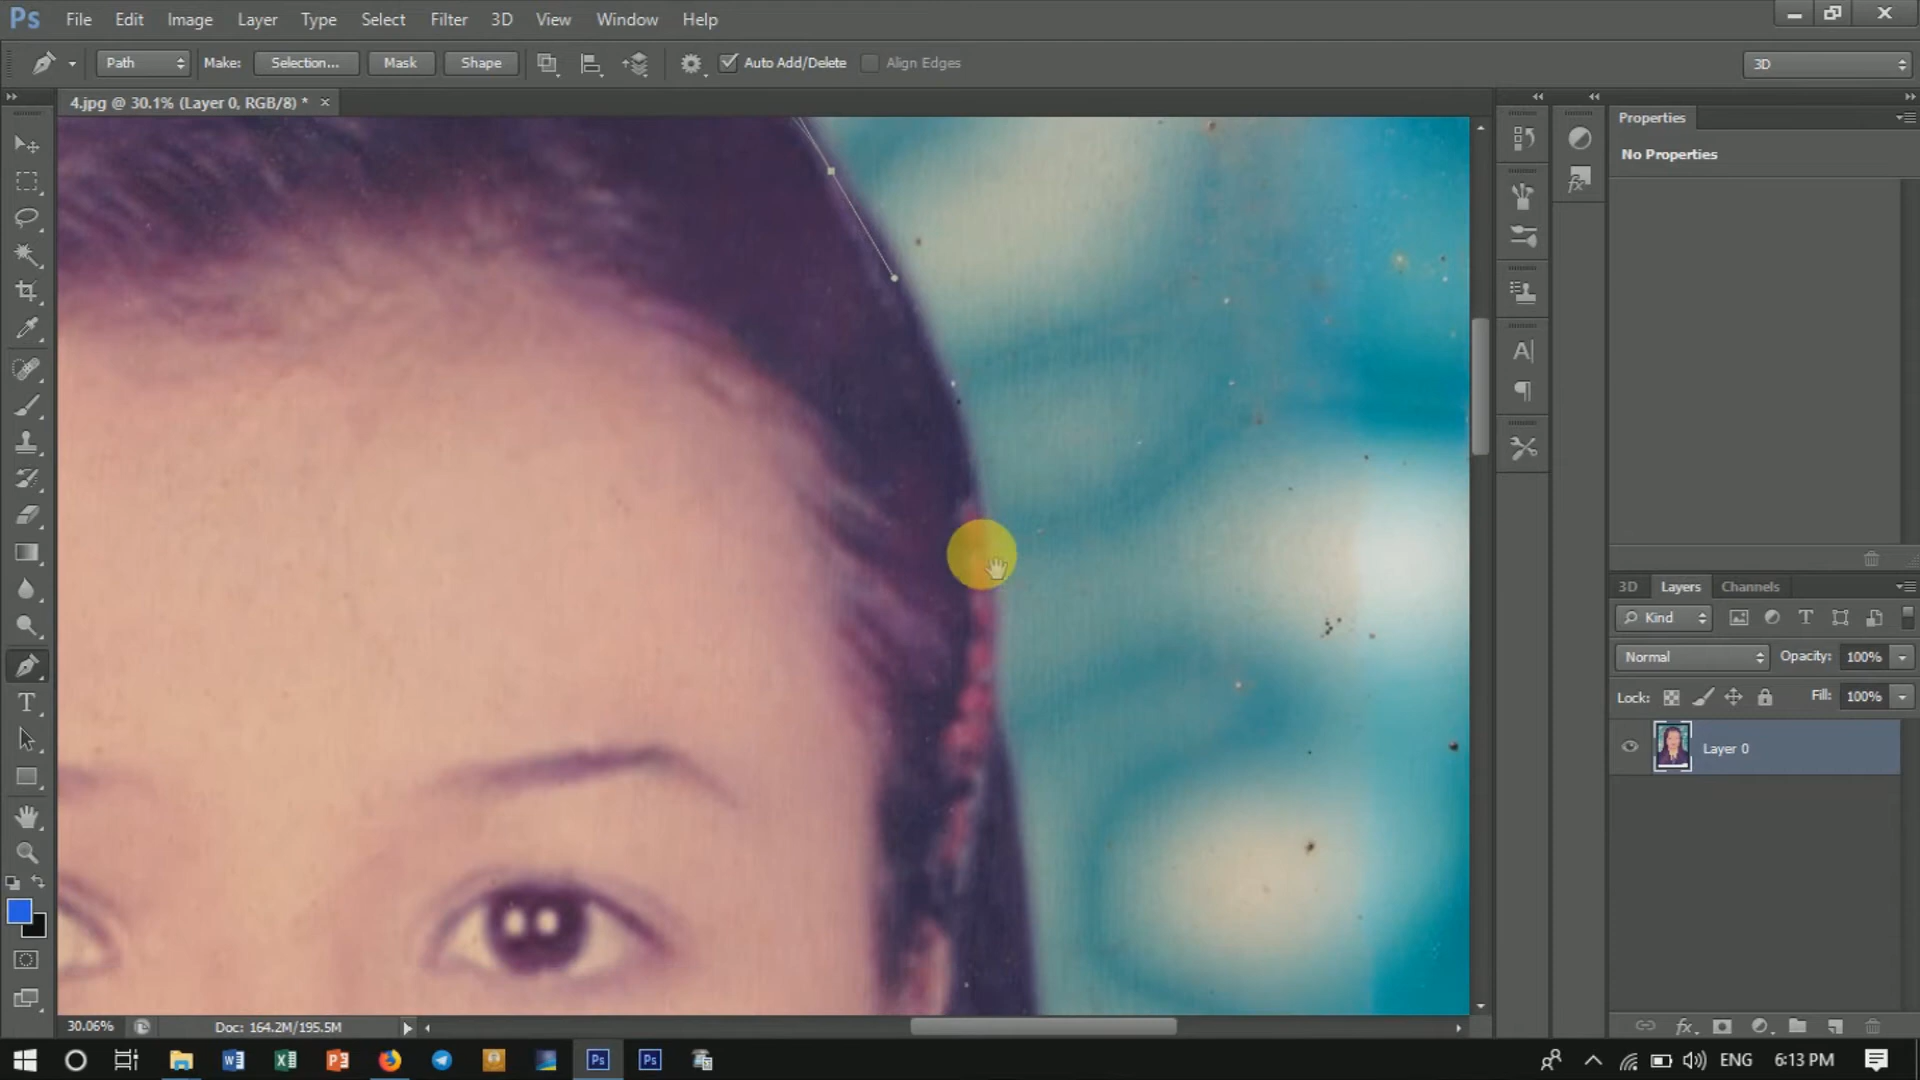 Ps File Edit Image Layer Type Select Filter 3D View Window Help
Path Make: Selection... Mask Shape Auto Add/Delete Align Edges 3D
4.jpg @ 30.1% (Layer 0, RGB/8) *
Properties
No Properties
3D Layers Channels
Kind
Normal Opacity: 100%
Lock: Fill: 100%
Layer 0
30.06% Doc: 164.2M/195.5M
ENG 6:13 PM